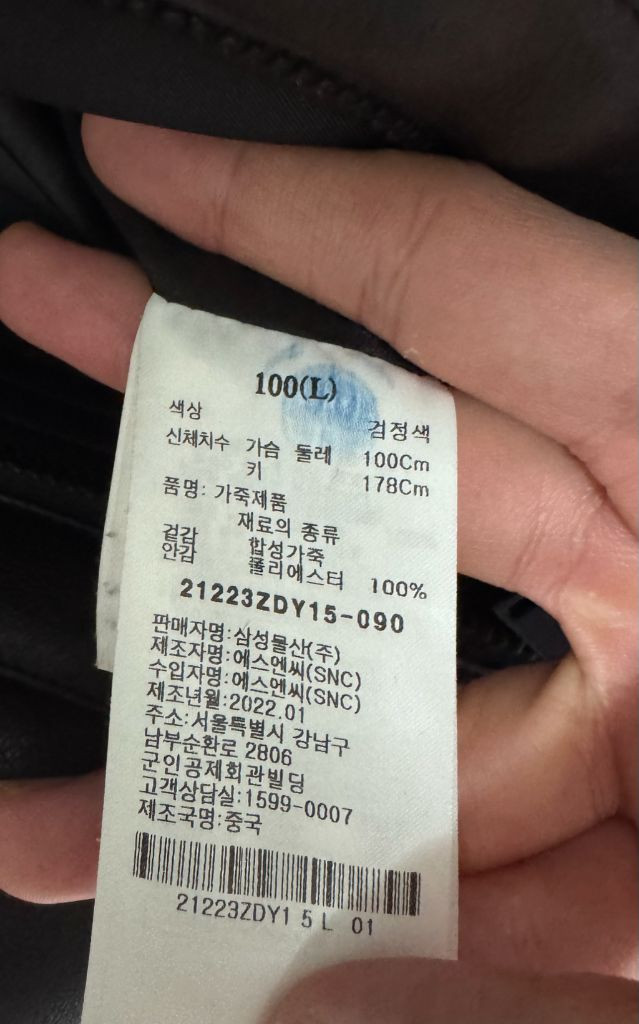 100(L)
색상 검정색
신체치수 가슴 둘레 100Cm
키 178Cm
품명: 가죽제품
재료의 종류
겉감 합성가죽
안감 폴리에스터 100%
21223ZDY15-090
판매자명:삼성물산(주)
제조자명:에스엔씨(SNC)
수입자명:에스엔씨(SNC)
제조년월:2022.01
주소:서울특별시 강남구
남부순환로 2806
군인공제회관빌딩
고객상담실:1599-0007
제조국명:중국
21223ZDY1 5 L 01